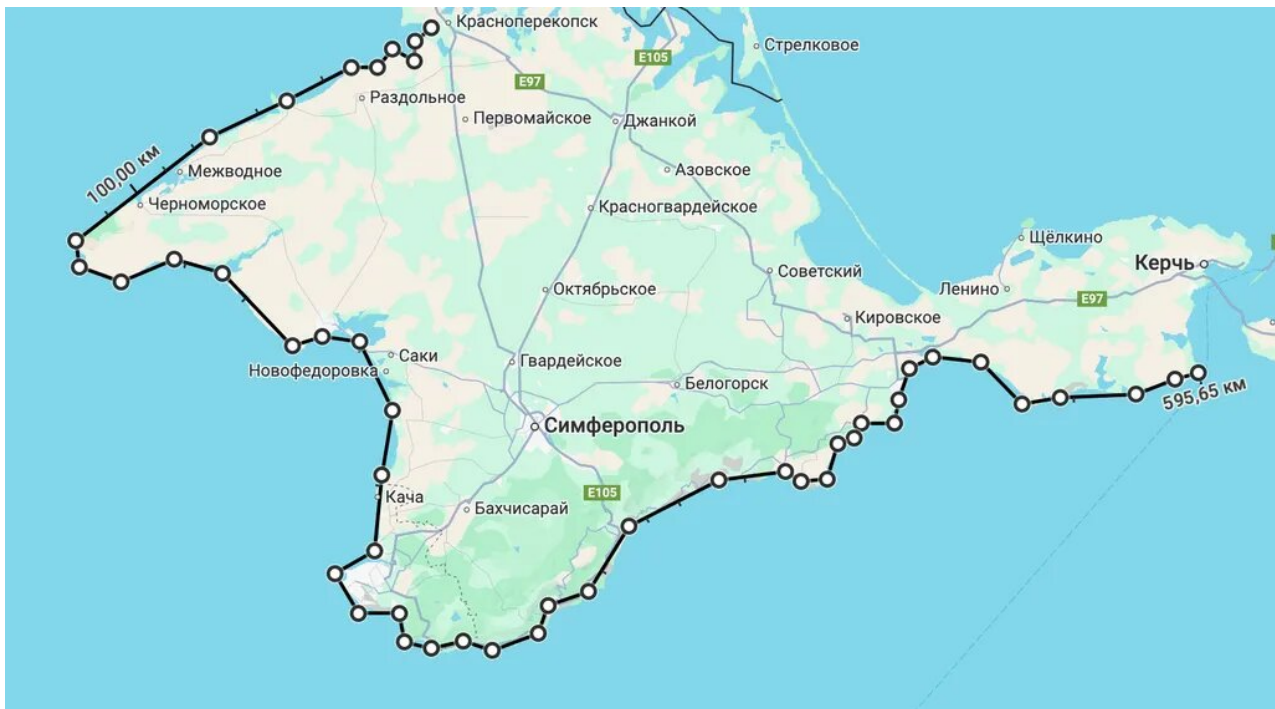 Красноперекопск
Стрелковое
E105
E97
Раздольное
Первомайское
Джанкой
100,00 км
Межводное
Азовское
Черноморское
Красногвардейское
Щёлкино
Керчь
Советский
Октябрьское
Ленино
E97
Кировское
Саки
Гвардейское
Новофедоровка
Белогорск
595,65 км
Симферополь
Кача
E105
Бахчисарай